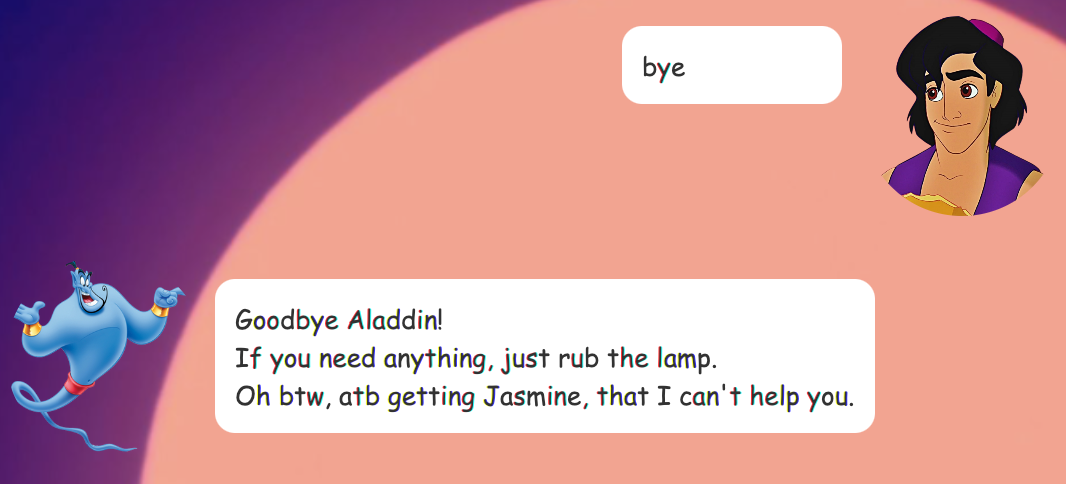 bye
Goodbye Aladdin!
If you need anything, just rub the lamp.
Oh btw, atb getting Jasmine, that I can't help you.